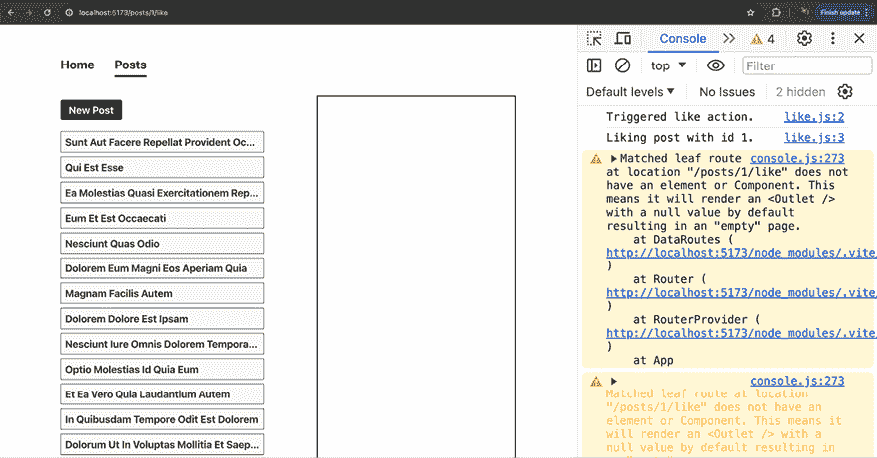 localhost:5173/posts/1/like
Finish update
Home Posts
New Post
Sunt Aut Facere Repellat Provident Oc...
Qui Est Esse
Ea Molestias Quasi Exercitationem Rep...
Eum Et Est Occaecati
Nesciunt Quas Odio
Dolorem Eum Magni Eos Aperiam Quia
Magnam Facilis Autem
Dolorem Dolore Est Ipsam
Nesciunt Iure Omnis Dolorem Tempora...
Optio Molestias Id Quia Eum
Et Ea Vero Quia Laudantium Autem
In Quibusdam Tempore Odit Est Dolorem
Dolorum Ut In Voluptas Mollitia Et Saep...
Console 4
top Filter
Default levels No Issues 2 hidden
Triggered like action. like.js:2
Liking post with id 1. like.js:3
Matched leaf route console.js:273
at location "/posts/1/like" does not
have an element or Component. This
means it will render an <Outlet />
with a null value by default
resulting in an "empty" page.
at DataRoutes (
http://localhost:5173/node_modules/.vite
)
at Router (
http://localhost:5173/node_modules/.vite
)
at RouterProvider (
http://localhost:5173/node_modules/.vite
)
at App
console.js:273
Matched leaf route at location
"/posts/1/like" does not have an
element or Component. This means it
will render an <Outlet /> with a
null value by default resulting in